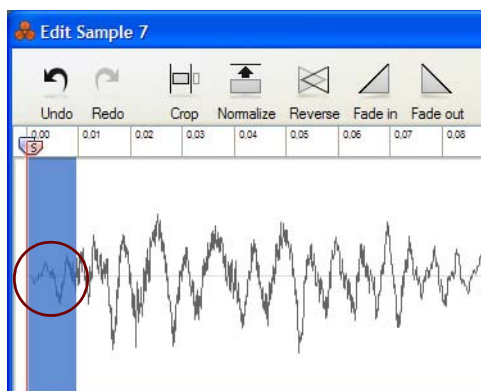 Edit Sample 7
Undo Redo Crop Normalize Reverse Fade in Fade out
0,00 0,01 0,02 0,03 0,04 0,05 0,06 0,07 0,08
S